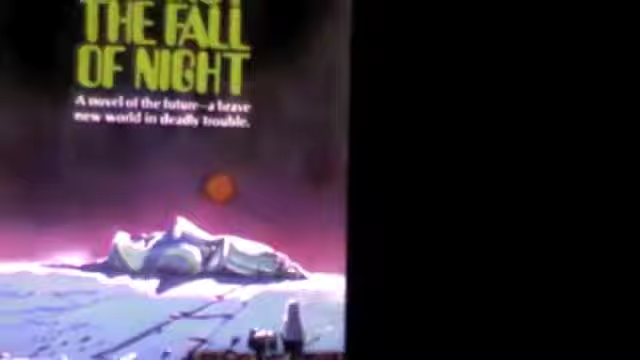 THE FALL
OF NIGHT
A novel of the future—a brave
new world in deadly trouble.